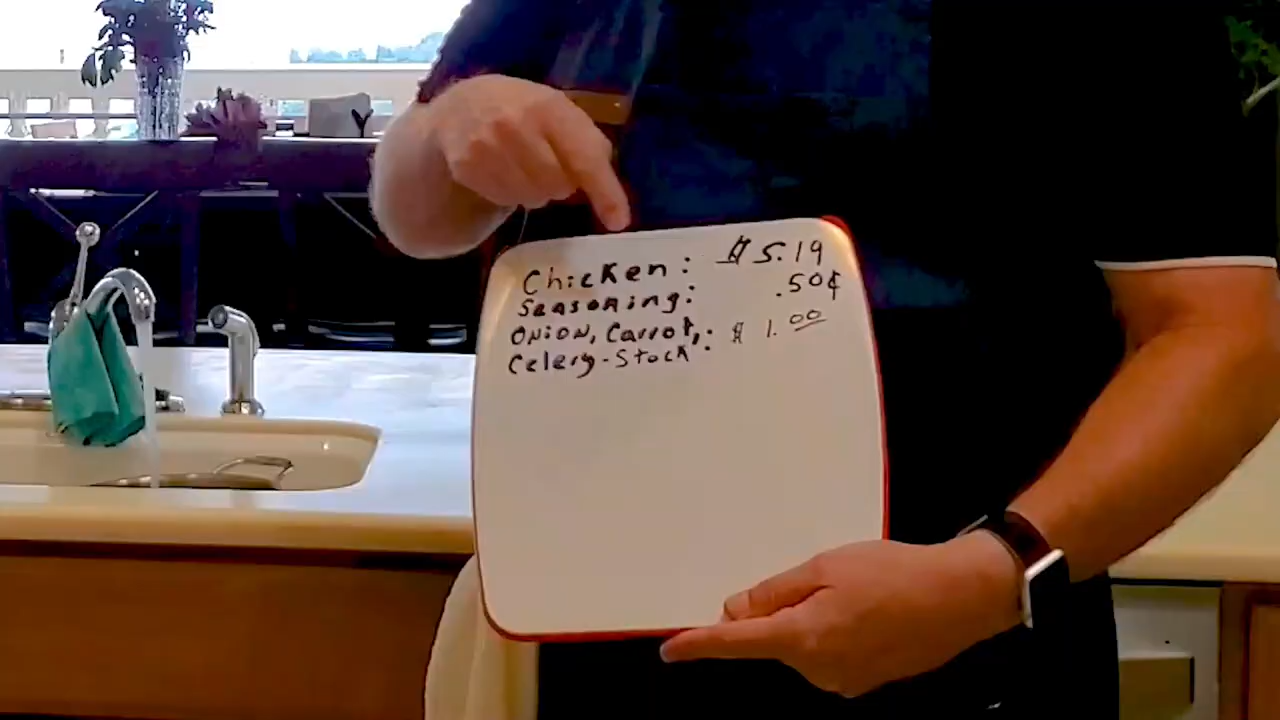 Chicken: $5.19
Seasoning: .50¢
Onion, Carrot, : $1.00
Celery-Stock